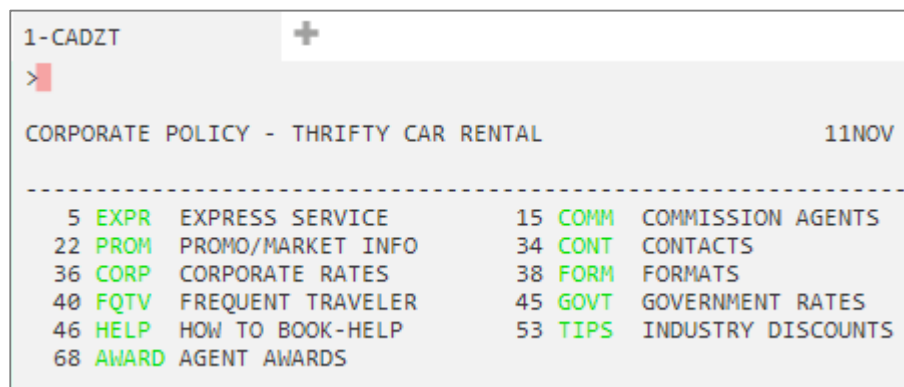 1-CADZT +
>
CORPORATE POLICY - THRIFTY CAR RENTAL 11NOV
-----------------------------------------------------------------
5 EXPR EXPRESS SERVICE 15 COMM COMMISSION AGENTS
22 PROM PROMO/MARKET INFO 34 CONT CONTACTS
36 CORP CORPORATE RATES 38 FORM FORMATS
40 FQTV FREQUENT TRAVELER 45 GOVT GOVERNMENT RATES
46 HELP HOW TO BOOK-HELP 53 TIPS INDUSTRY DISCOUNTS
68 AWARD AGENT AWARDS